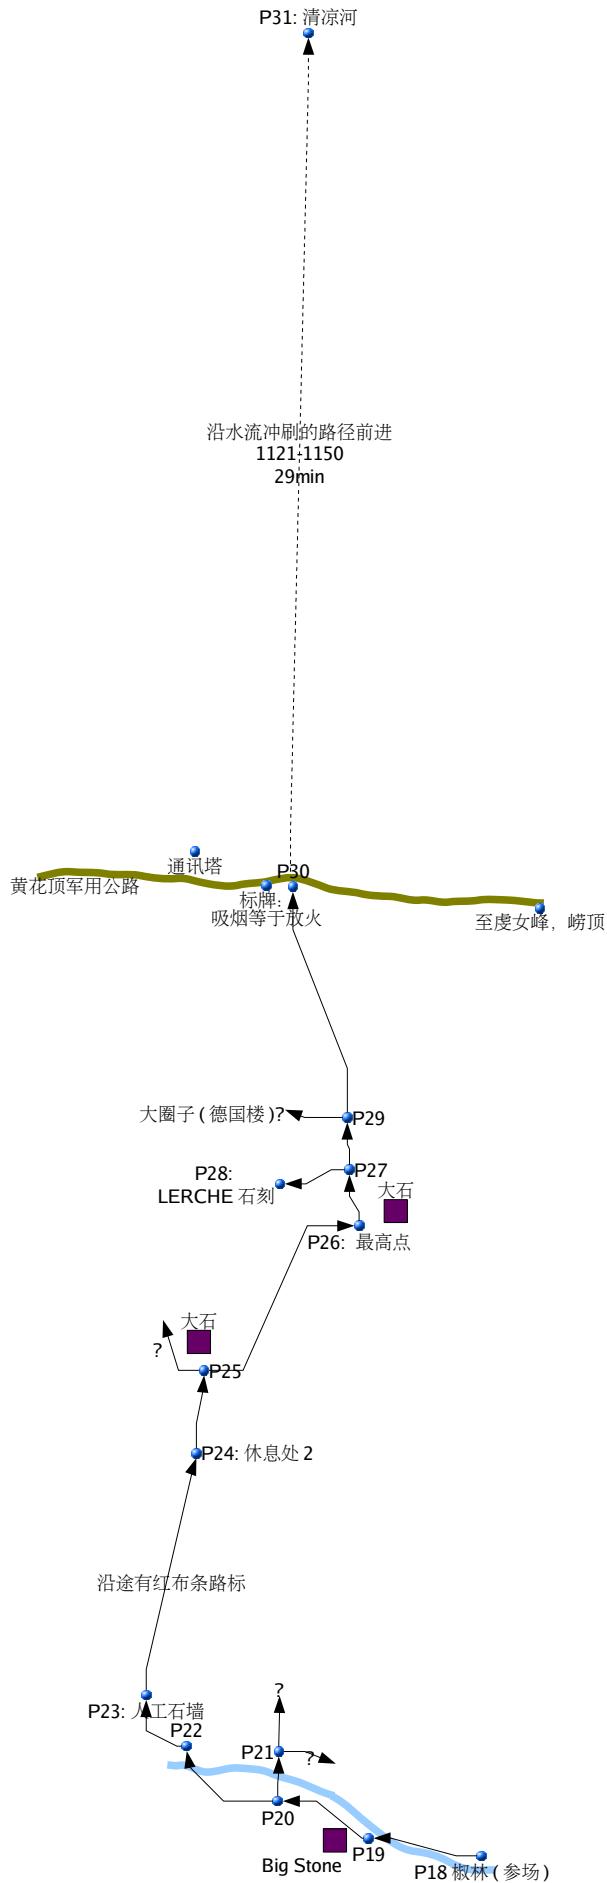 P31: 清凉河
沿水流冲刷的路径前进
1121-1150
29min
通讯塔
P30
黄花顶军用公路
标牌:
吸烟等于放火
至虔女峰，崂顶
大圈子(德国楼)?
P29
P28:
LERCHE 石刻
P27
大石
P26: 最高点
大石
?
P25
P24: 休息处 2
沿途有红布条路标
?
P23: 人工石墙
P22
P21
?
P20
P19
Big Stone
P18 椒林(参场)